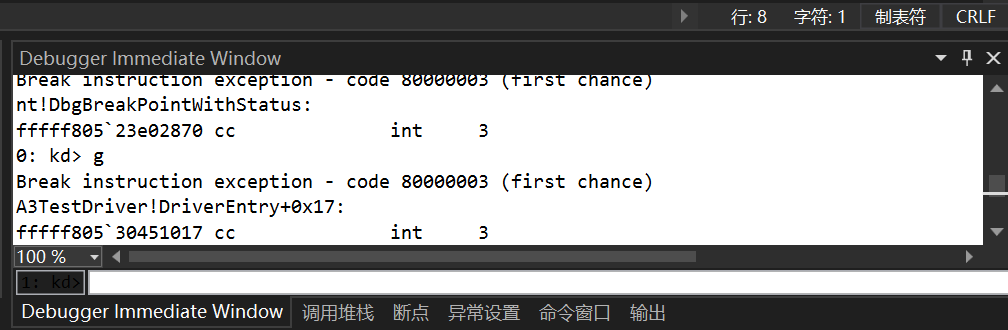 行: 8 字符: 1 制表符 CRLF
Debugger Immediate Window
Break instruction exception - code 80000003 (first chance)
nt!DbgBreakPointWithStatus:
fffff805`23e02870 cc int 3
0: kd> g
Break instruction exception - code 80000003 (first chance)
A3TestDriver!DriverEntry+0x17:
fffff805`30451017 cc int 3
100 %
1: kd>
Debugger Immediate Window 调用堆栈 断点 异常设置 命令窗口 输出